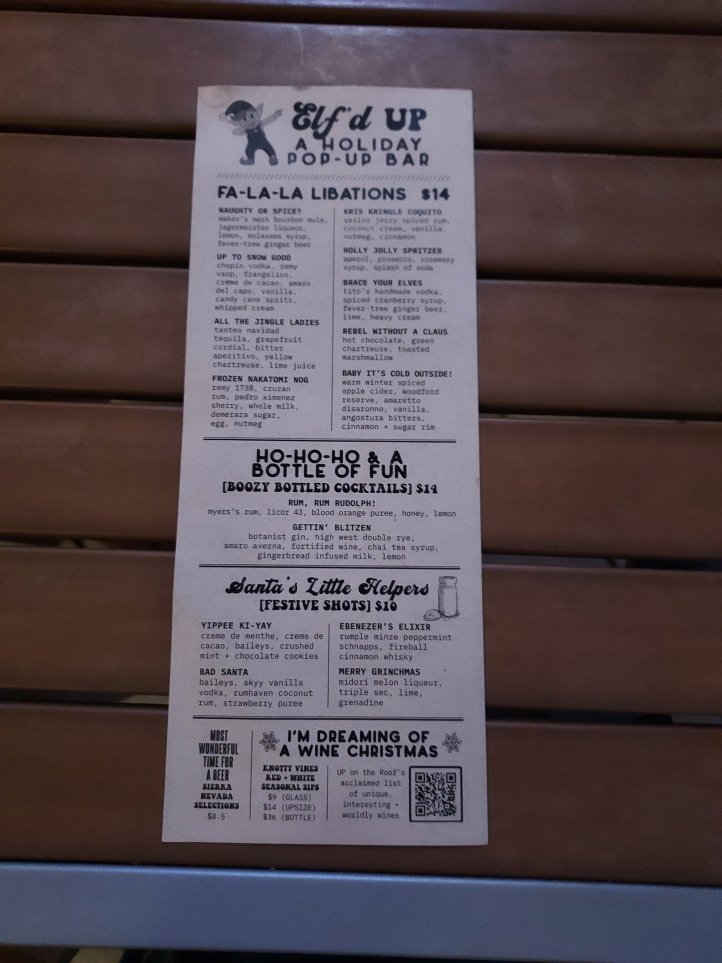 Elf'd UP
A HOLIDAY
POP-UP BAR
FA-LA-LA LIBATIONS $14
NAUGHTY OR SPICE?
maker's mark bourbon mule,
jagermeister liqueur,
lemon, molasses syrup,
fever-tree ginger beer
UP TO SNOW GOOD
chopin vodka, remy
vsop, frangelico,
creme de cacao, amaro
del capo, vanilla,
candy cane spritz,
whipped cream
ALL THE JINGLE LADIES
tanteo navidad
tequila, grapefruit
cordial, bitter
aperitivo, yellow
chartreuse, lime juice
FROZEN NAKATOMI NOG
remy 1738, cruzan
rum, pedro ximenez
sherry, whole milk,
demerara sugar,
egg, nutmeg
KRIS KRINGLE COQUITO
sailor jerry spiced rum,
coconut cream, vanilla,
nutmeg, cinnamon
HOLLY JOLLY SPRITZER
aperol, prosecco, rosemary
syrup, splash of soda
BRACE YOUR ELVES
tito's handmade vodka,
spiced cranberry syrup,
fever-tree ginger beer,
lime, heavy cream
REBEL WITHOUT A CLAUS
hot chocolate, green
chartreuse, toasted
marshmallow
BABY IT'S COLD OUTSIDE!
warm winter spiced
apple cider, woodford
reserve, amaretto
disaronno, vanilla,
angostura bitters,
cinnamon + sugar rim
HO-HO-HO & A
BOTTLE OF FUN
[BOOZY BOTTLED COCKTAILS] $14
RUM, RUM RUDOLPH!
myers's rum, licor 43, blood orange puree, honey, lemon
GETTIN' BLITZEN
botanist gin, high west double rye,
amaro averna, fortified wine, chai tea syrup,
gingerbread infused milk, lemon
Santa's Little Helpers
[FESTIVE SHOTS] $10
YIPPEE KI-YAY
creme de menthe, creme de
cacao, baileys, crushed
mint + chocolate cookies
BAD SANTA
baileys, skyy vanilla
vodka, rumhaven coconut
rum, strawberry puree
EBENEZER'S ELIXIR
rumple minze peppermint
schnapps, fireball
cinnamon whisky
MERRY GRINCHMAS
midori melon liqueur,
triple sec, lime,
grenadine
MOST
WONDERFUL
TIME FOR
A BEER
SIERRA
NEVADA
SELECTIONS
$8.5
I'M DREAMING OF
A WINE CHRISTMAS
KNOTTY VINES
RED + WHITE
SEASONAL SIPS
$9 (GLASS)
$14 (UPSIZE)
$36 (BOTTLE)
UP on the Roof's
acclaimed list
of unique,
interesting +
worldly wines